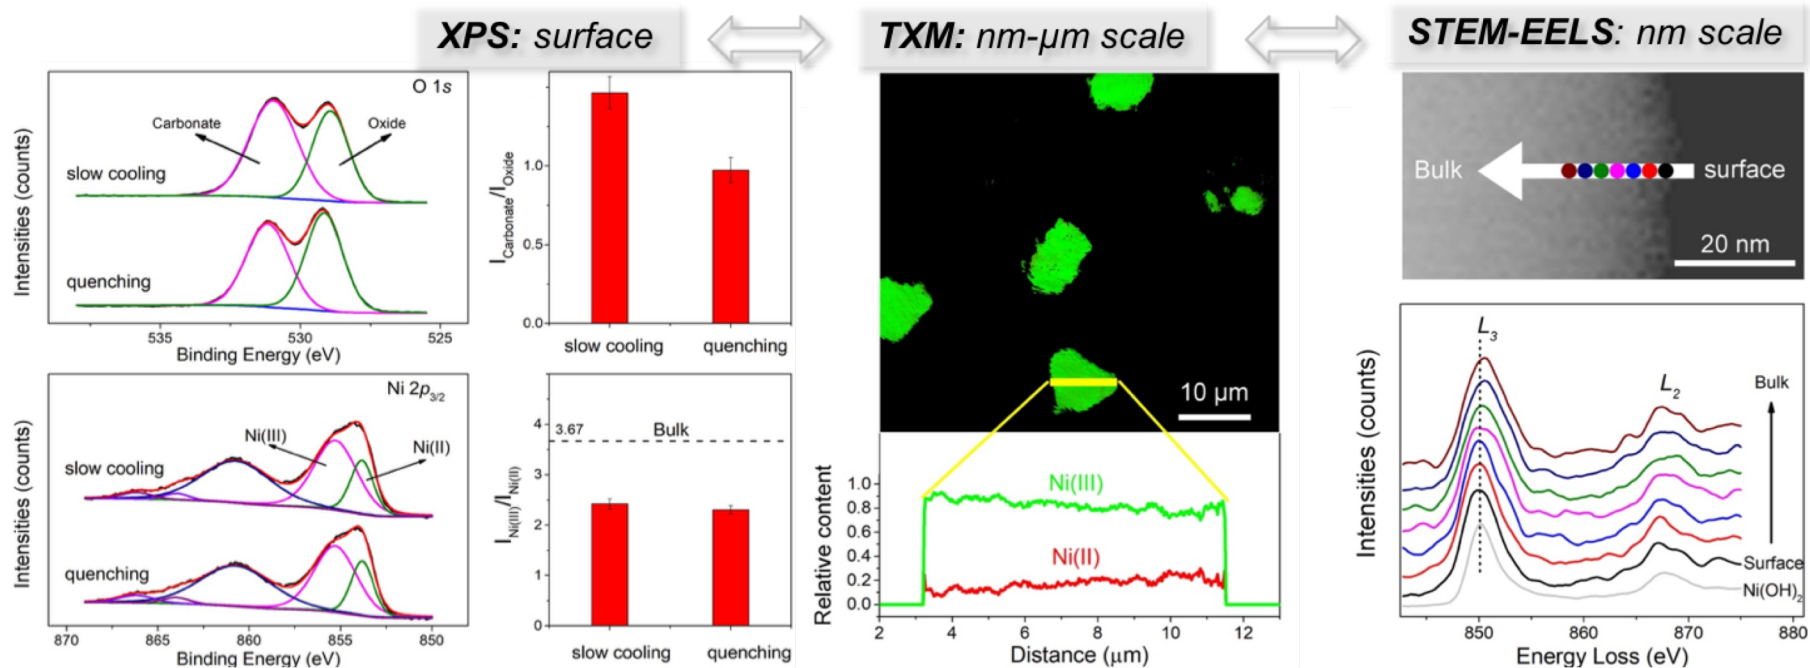 XPS: surface
TXM: nm-μm scale
STEM-EELS: nm scale
O 1s
Carbonate
Oxide
slow cooling
quenching
Intensities (counts)
535
530
525
Binding Energy (eV)
I_Carbonate/I_Oxide
1.0
0.5
0.0
slow cooling
quenching
Ni 2p3/2
Ni(III)
Ni(II)
slow cooling
quenching
Intensities (counts)
870
865
860
855
850
Binding Energy (eV)
I_Ni(III)/I_Ni(II)
4
3
2
1
0
3.67
Bulk
slow cooling
quenching
10 μm
Relative content
1.0
0.8
0.6
0.4
0.2
0.0
Ni(III)
Ni(II)
2
4
6
8
10
12
Distance (μm)
Bulk
surface
20 nm
L3
L2
Bulk
Surface
Ni(OH)2
Intensities (counts)
850
860
870
880
Energy Loss (eV)